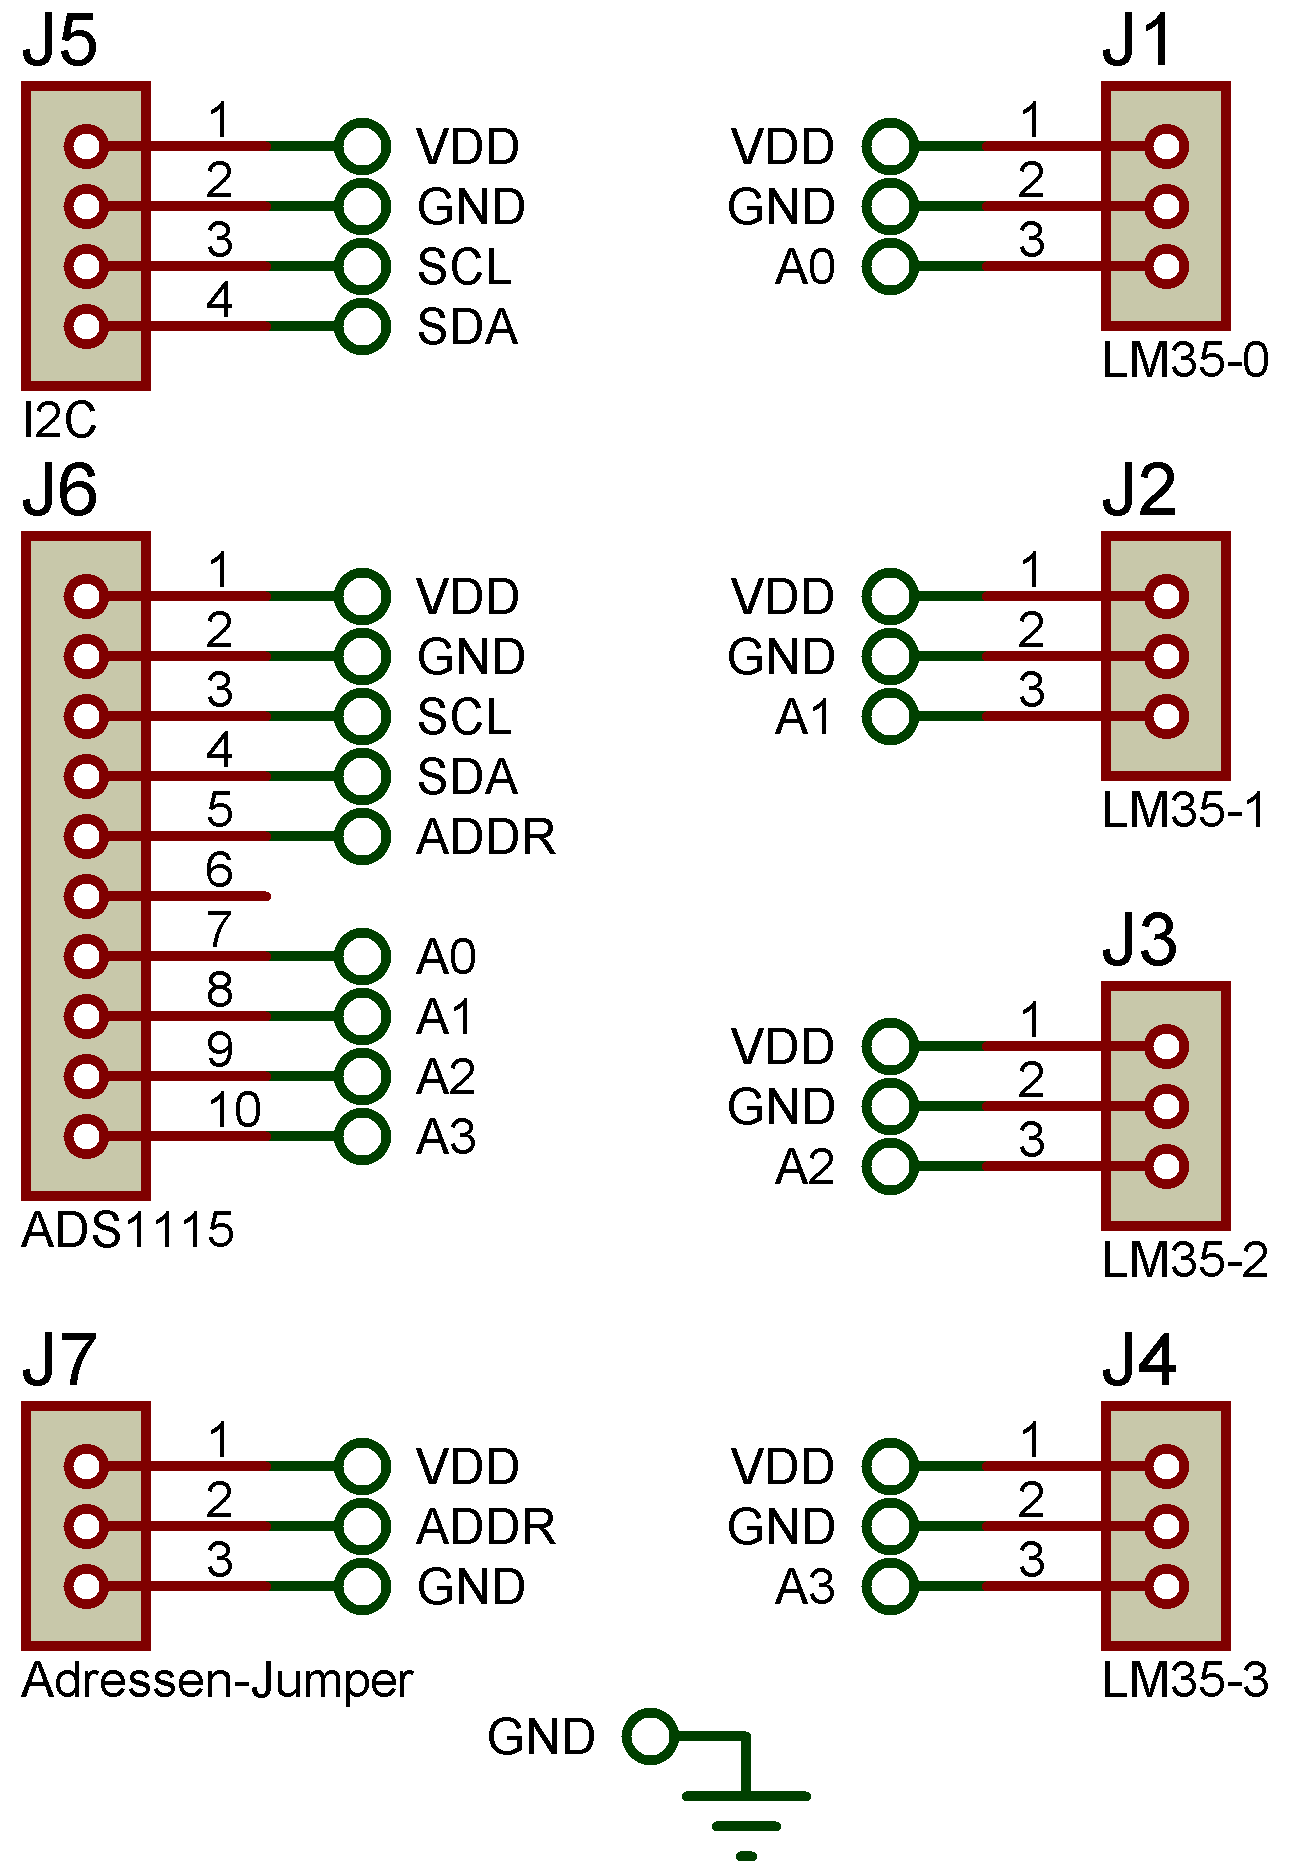 J5
1 VDD
2 GND
3 SCL
4 SDA
I2C
J6
1 VDD
2 GND
3 SCL
4 SDA
5 ADDR
6
7 A0
8 A1
9 A2
10 A3
ADS1115
J7
1 VDD
2 ADDR
3 GND
Adressen-Jumper
J1
VDD 1
GND 2
A0 3
LM35-0
J2
VDD 1
GND 2
A1 3
LM35-1
J3
VDD 1
GND 2
A2 3
LM35-2
J4
VDD 1
GND 2
A3 3
LM35-3
GND